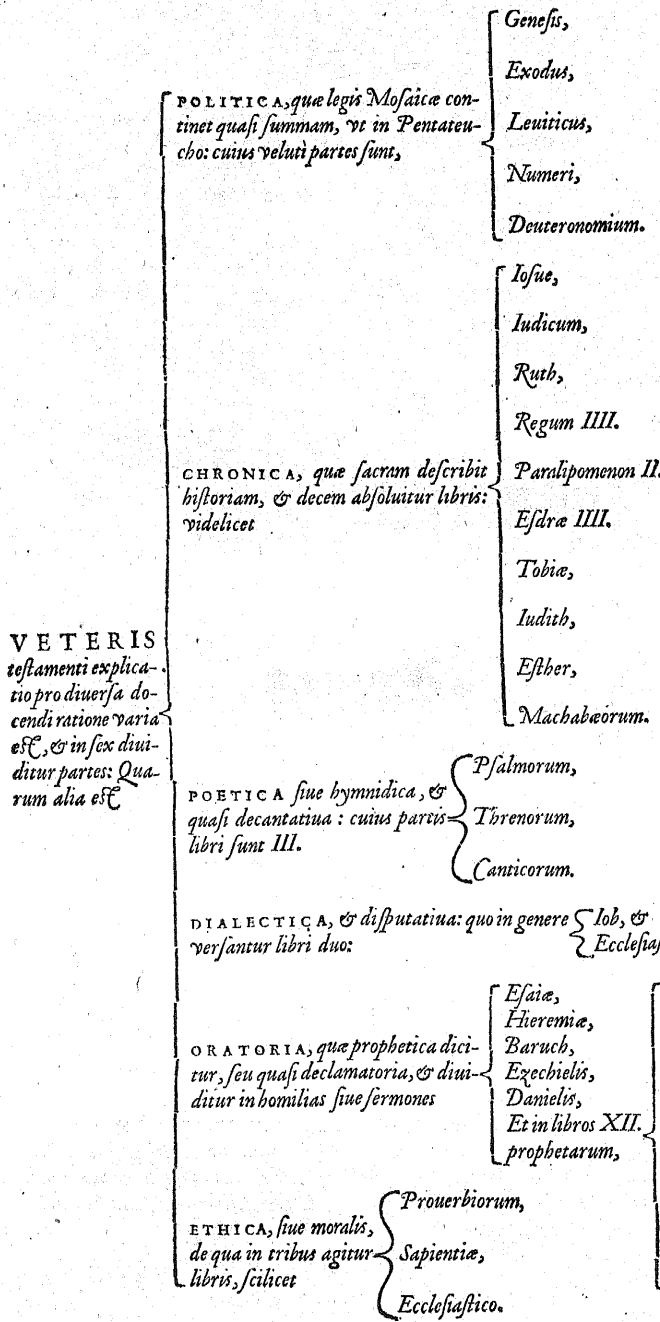 VETERIS
teſtamenti explica-
tio pro diuerſa do-
cendi ratione varia
eſt, & in ſex diui-
ditur partes: Qua-
rum alia eſt
POLITICA, quæ legis Moſaicæ con-
tinet quaſi ſummam, vt in Pentateu-
cho: cuius veluti partes ſunt,
Geneſis,
Exodus,
Leuiticus,
Numeri,
Deuteronomium.
CHRONICA, quæ ſacram deſcribit
hiſtoriam, & decem abſoluitur libris:
videlicet
Ioſue,
Iudicum,
Ruth,
Regum IIII.
Paralipomenon II.
Eſdræ IIII.
Tobiæ,
Iudith,
Eſther,
Machabæorum.
POETICA ſiue hymnidica, &
quaſi decantatiua : cuius partis
libri ſunt III.
Pſalmorum,
Threnorum,
Canticorum.
DIALECTICA, & diſputatiua: quo in genere
verſantur libri duo:
Iob, &
Eccleſiaſ
ORATORIA, quæ prophetica dici-
tur, ſeu quaſi declamatoria, & diui-
ditur in homilias ſiue ſermones
Eſaiæ,
Hieremiæ,
Baruch,
Ezechielis,
Danielis,
Et in libros XII.
prophetarum,
ETHICA, ſiue moralis,
de qua in tribus agitur
libris, ſcilicet
Prouerbiorum,
Sapientiæ,
Eccleſiaſtico.